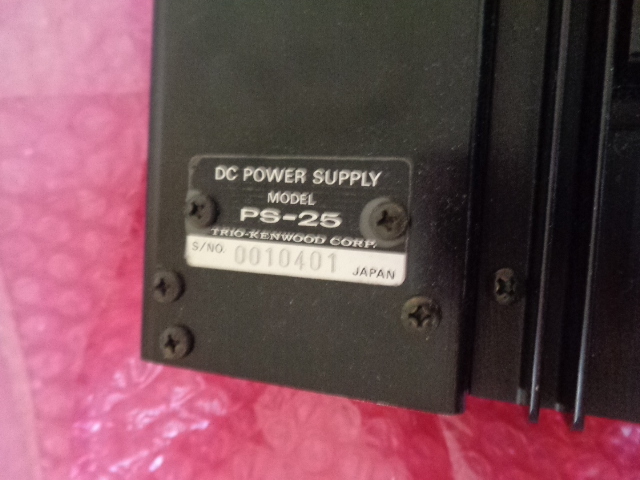 DC POWER SUPPLY
MODEL
PS-25
TRIO-KENWOOD CORP.
S/NO. 0010401 JAPAN